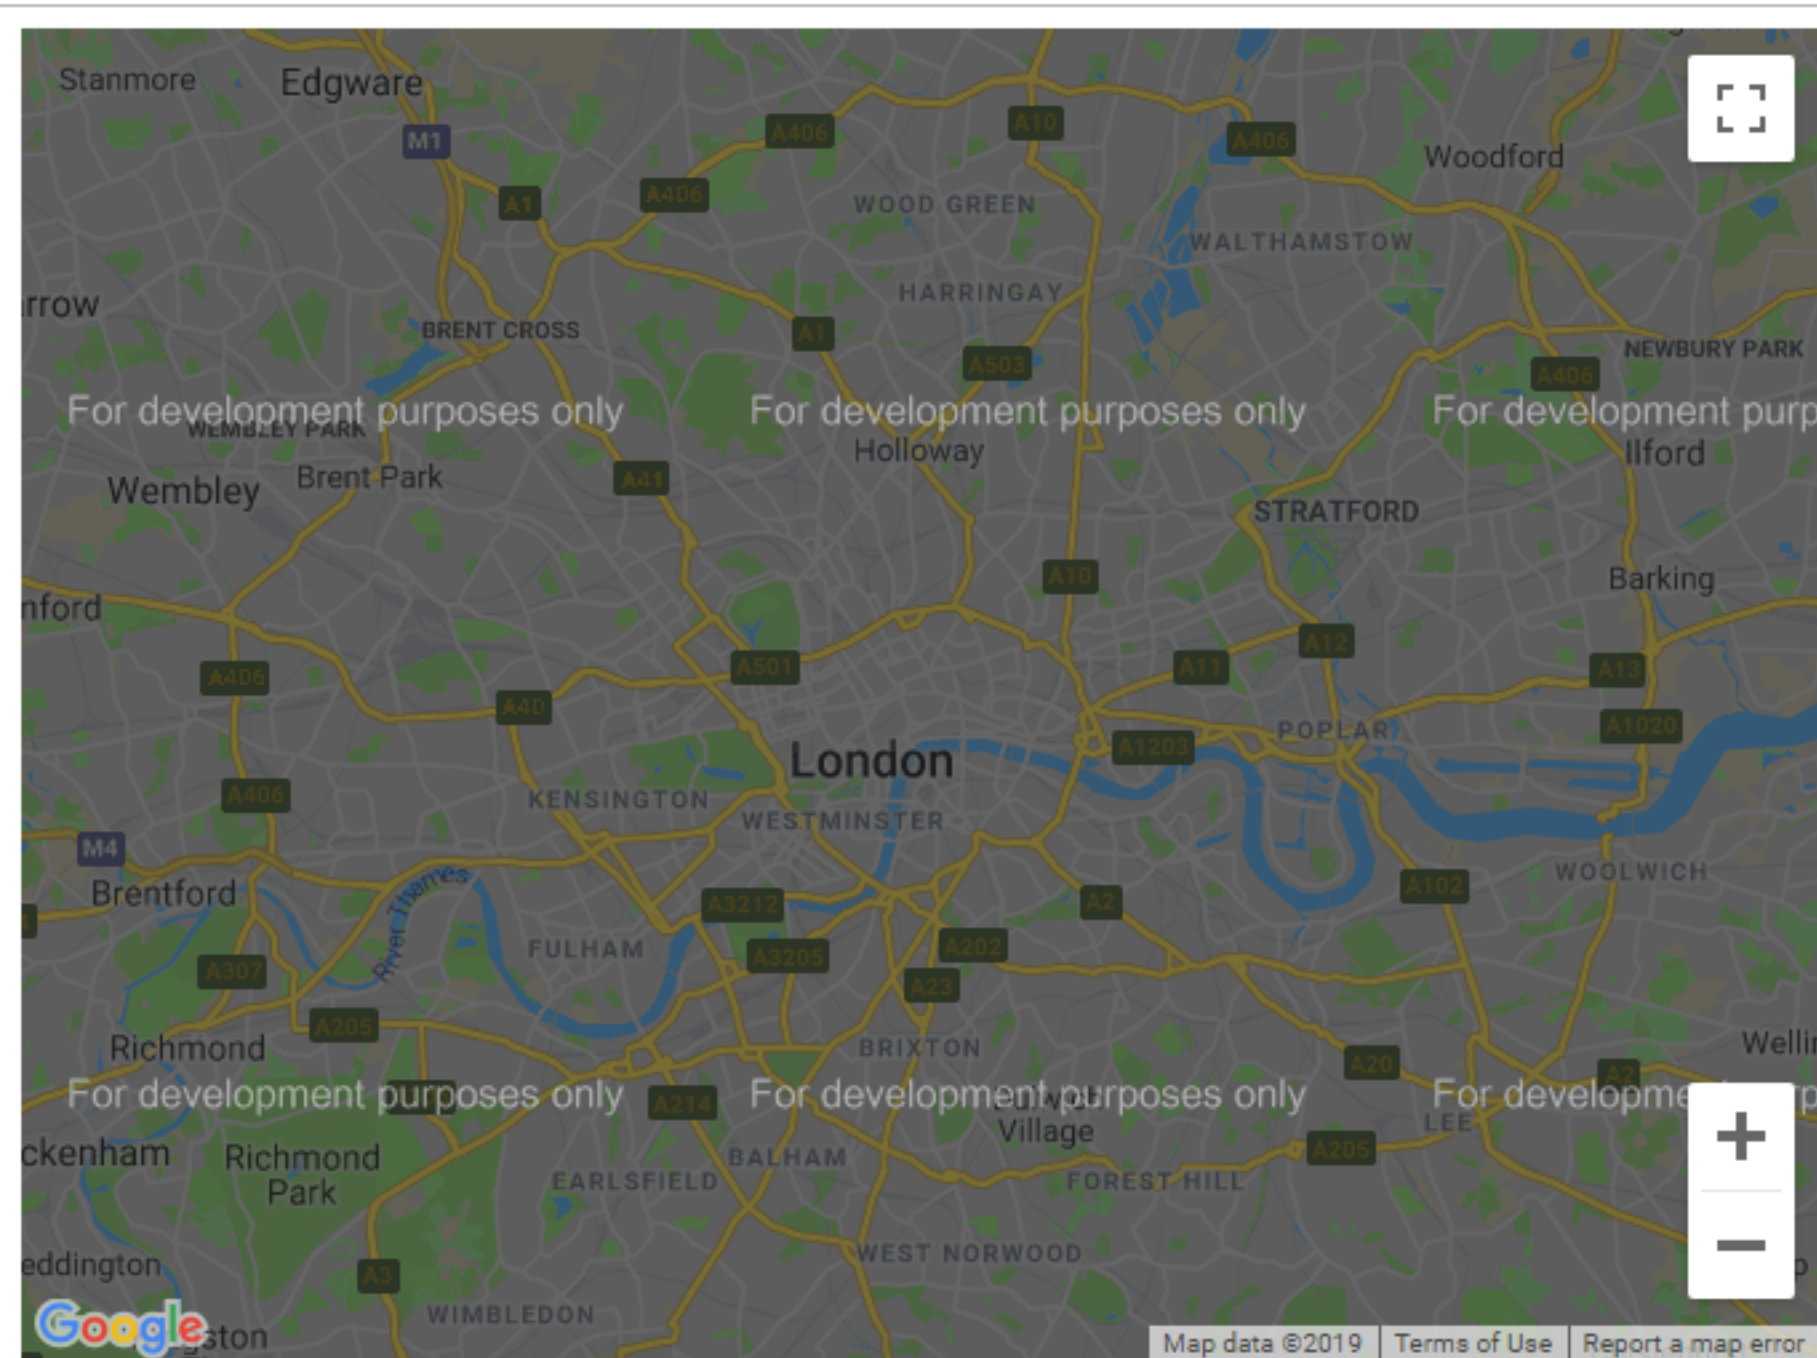 Stanmore
Edgware
M1
A406
A10
A406
Woodford
A1
A406
WOOD GREEN
WALTHAMSTOW
HARRINGAY
arrow
BRENT CROSS
A1
A503
NEWBURY PARK
A406
For development purposes only
For development purposes only
For development purp
WEMBLEY PARK
Holloway
Ilford
Wembley
Brent Park
A41
STRATFORD
A10
Barking
nford
A12
A406
A501
A11
A13
A40
A1020
POPLAR
A1203
London
A406
KENSINGTON
WESTMINSTER
M4
WOOLWICH
Brentford
River Thames
A3212
A2
A102
FULHAM
A202
A3205
A307
A23
A205
Richmond
BRIXTON
Wellin
A20
A2
For development purposes only
For development purposes only
For developme
A214
Dulwich
Village
LEE
ckenham
Richmond
Park
A205
BALHAM
EARLSFIELD
FOREST HILL
WEST NORWOOD
eddington
A3
WIMBLEDON
Google
gston
Map data ©2019
Terms of Use
Report a map error